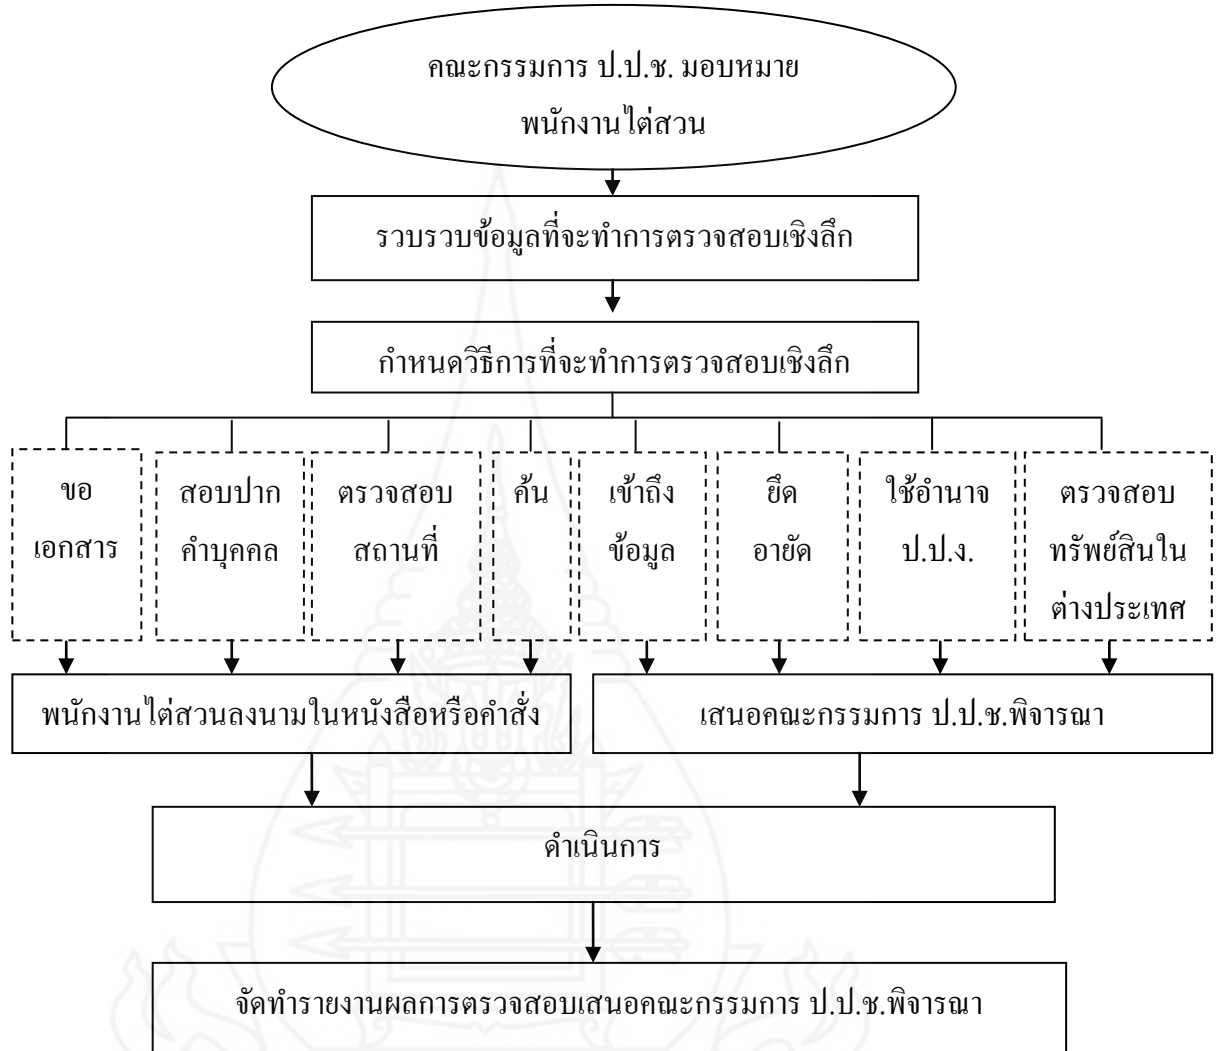 คณะกรรมการ ป.ป.ช. มอบหมาย
พนักงานไต่สวน
รวบรวบข้อมูลที่จะทำการตรวจสอบเชิงลึก
กำหนดวิธีการที่จะทำการตรวจสอบเชิงลึก
ขอ
เอกสาร
สอบปาก
คำบุคคล
ตรวจสอบ
สถานที่
ค้น
เข้าถึง
ข้อมูล
ยึด
อายัด
ใช้อำนาจ
ป.ป.ง.
ตรวจสอบ
ทรัพย์สินใน
ต่างประเทศ
พนักงานไต่สวนลงนามในหนังสือหรือคำสั่ง
เสนอคณะกรรมการ ป.ป.ช.พิจารณา
ดำเนินการ
จัดทำรายงานผลการตรวจสอบเสนอคณะกรรมการ ป.ป.ช.พิจารณา